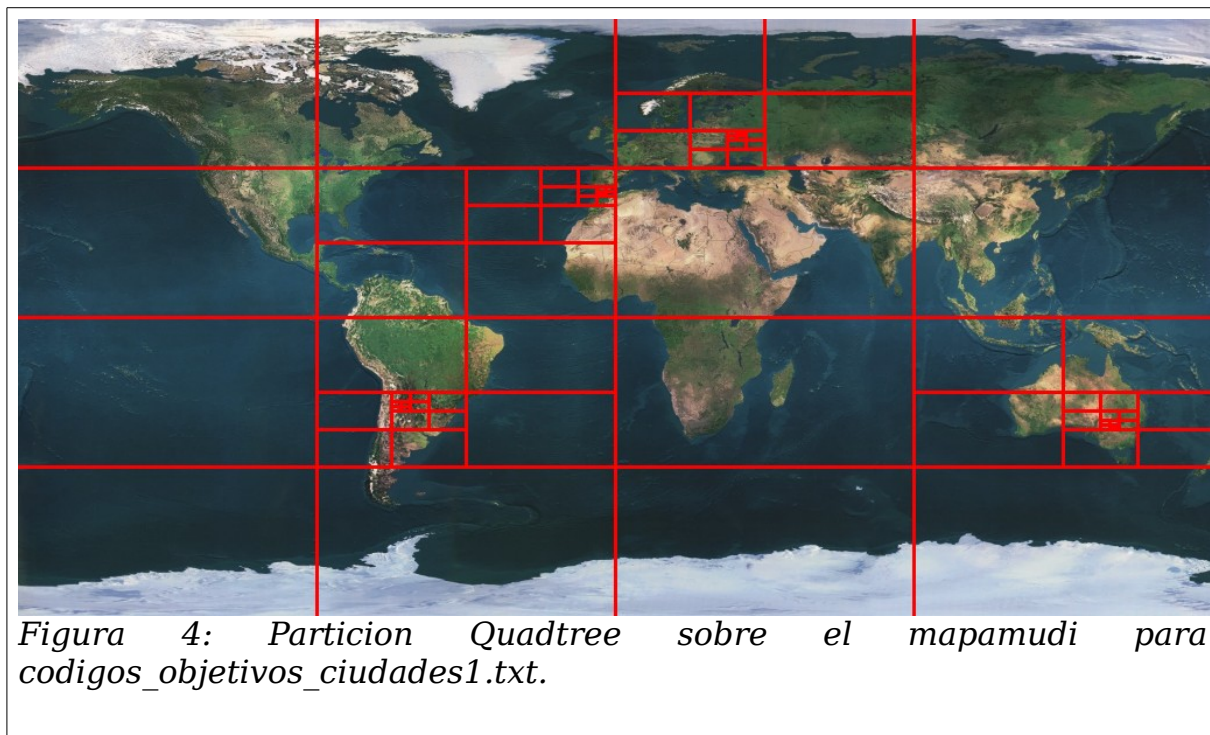 Figura 4: Particion Quadtree sobre el mapamudi para
codigos_objetivos_ciudades1.txt.